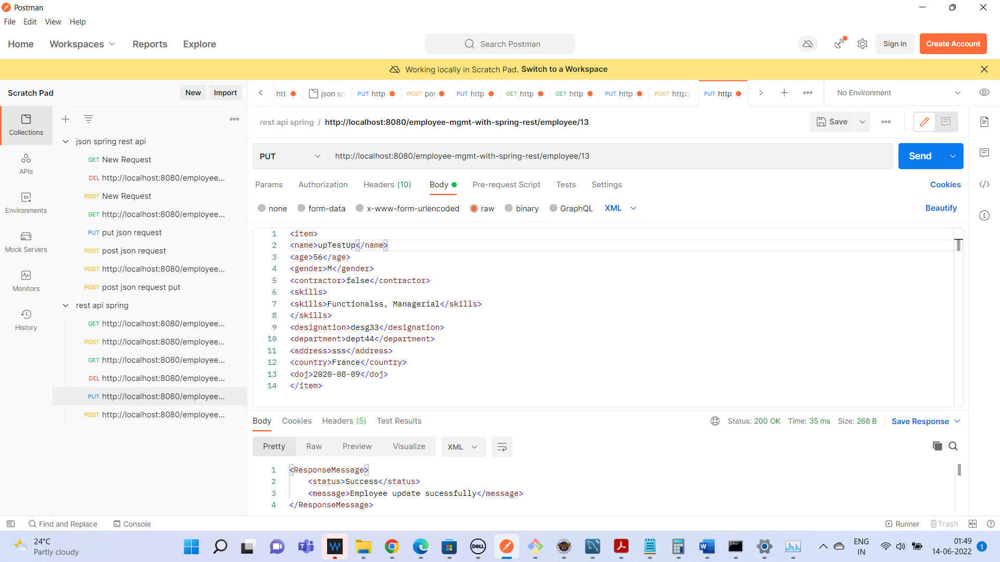 Postman
File Edit View Help
Home Workspaces Reports Explore
Search Postman
Sign In
Create Account
Working locally in Scratch Pad. Switch to a Workspace
Scratch Pad
New
Import
htt
json sp
PUT http
POST pos
PUT http
GET http
GET http
PUT http
POST http:/
PUT http
No Environment
Collections
APIs
Environments
Mock Servers
Monitors
History
json spring rest api
GET New Request
DEL http://localhost:8080/employee...
POST New Request
GET http://localhost:8080/employee...
PUT put json request
POST post json request
POST http://localhost:8080/employee...
POST post json request put
rest api spring
GET http://localhost:8080/employee...
POST http://localhost:8080/employee...
GET http://localhost:8080/employee...
DEL http://localhost:8080/employee...
PUT http://localhost:8080/employee...
POST http://localhost:8080/employee...
rest api spring / http://localhost:8080/employee-mgmt-with-spring-rest/employee/13
Save
PUT
http://localhost:8080/employee-mgmt-with-spring-rest/employee/13
Send
Params Authorization Headers (10) Body Pre-request Script Tests Settings
Cookies
none form-data x-www-form-urlencoded raw binary GraphQL XML
Beautify
1 <item>
2 <name>upTestUp</name>
3 <age>56</age>
4 <gender>M</gender>
5 <contractor>false</contractor>
6 <skills>
7 <skills>Functionalss, Managerial</skills>
8 </skills>
9 <designation>desg33</designation>
10 <department>dept44</department>
11 <address>sss</address>
12 <country>France</country>
13 <doj>2020-08-09</doj>
14 </item>
Body Cookies Headers (5) Test Results
Status: 200 OK Time: 35 ms Size: 268 B
Save Response
Pretty Raw Preview Visualize XML
1 <ResponseMessage>
2 <status>Success</status>
3 <message>Employee update sucessfully</message>
4 </ResponseMessage>
Find and Replace
Console
Runner
Trash
24°C
Partly cloudy
DELL
ENG
IN
01:49
14-06-2022
1